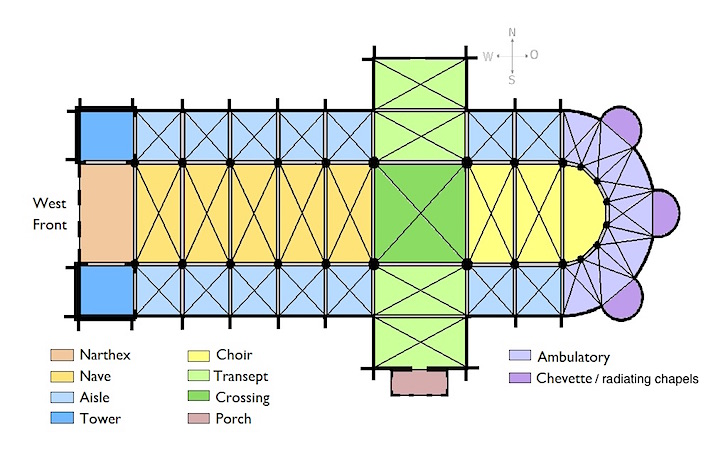 N
W O
S
West
Front
Narthex
Nave
Aisle
Tower
Choir
Transept
Crossing
Porch
Ambulatory
Chevette / radiating chapels